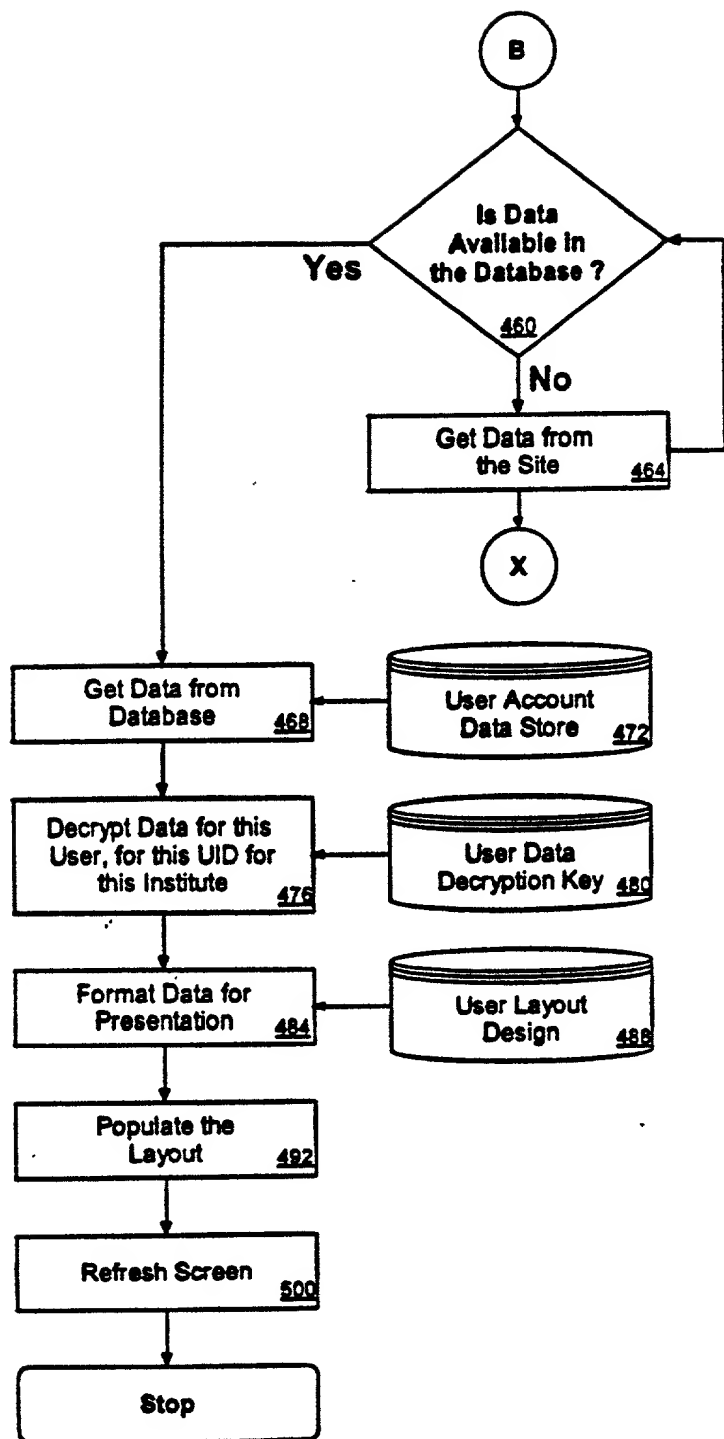 B
Is Data
Available in
the Database ?
460
Yes
No
Get Data from
the Site
464
X
Get Data from
Database
468
User Account
Data Store
472
Decrypt Data for this
User, for this UID for
this Institute
476
User Data
Decryption Key
480
Format Data for
Presentation
484
User Layout
Design
488
Populate the
Layout
492
Refresh Screen
500
Stop